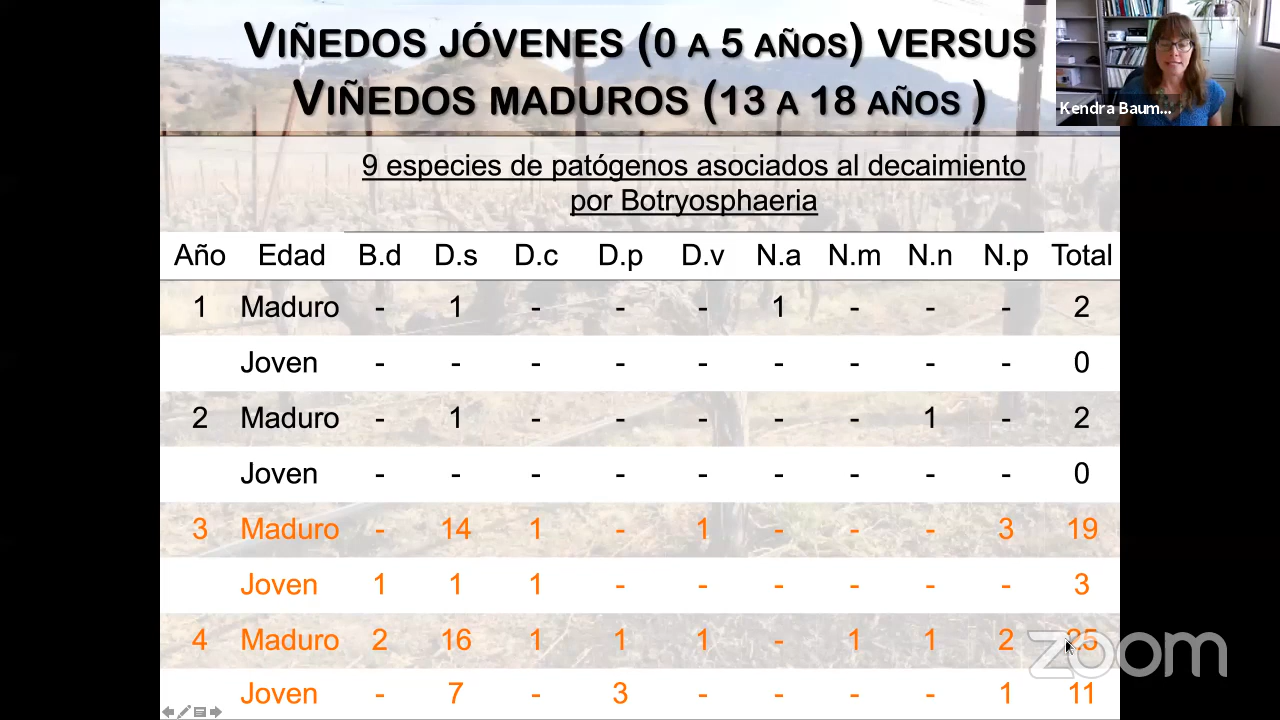 VIÑEDOS JÓVENES (0 A 5 AÑOS) VERSUS
VIÑEDOS MADUROS (13 A 18 AÑOS )
Kendra Baum...
9 especies de patógenos asociados al decaimiento
por Botryosphaeria
Año Edad B.d D.s D.c D.p D.v N.a N.m N.n N.p Total
1 Maduro - 1 - - - 1 - - - 2
Joven - - - - - - - - - 0
2 Maduro - 1 - - - - - 1 - 2
Joven - - - - - - - - - 0
3 Maduro - 14 1 - 1 - - - 3 19
Joven 1 1 1 - - - - - - 3
4 Maduro 2 16 1 1 1 - 1 1 2 25
zoom
Joven - 7 - 3 - - - - 1 11